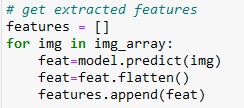 # get extracted features
features = []
for img in img_array:
    feat=model.predict(img)
    feat=feat.flatten()
    features.append(feat)